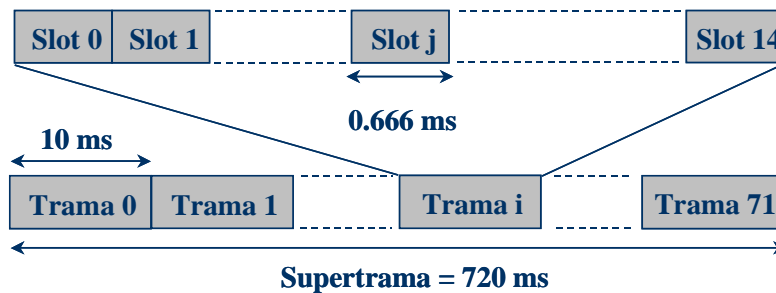 Slot 0 Slot 1 Slot j Slot 14
0.666 ms
10 ms
Trama 0 Trama 1 Trama i Trama 71
Supertrama = 720 ms